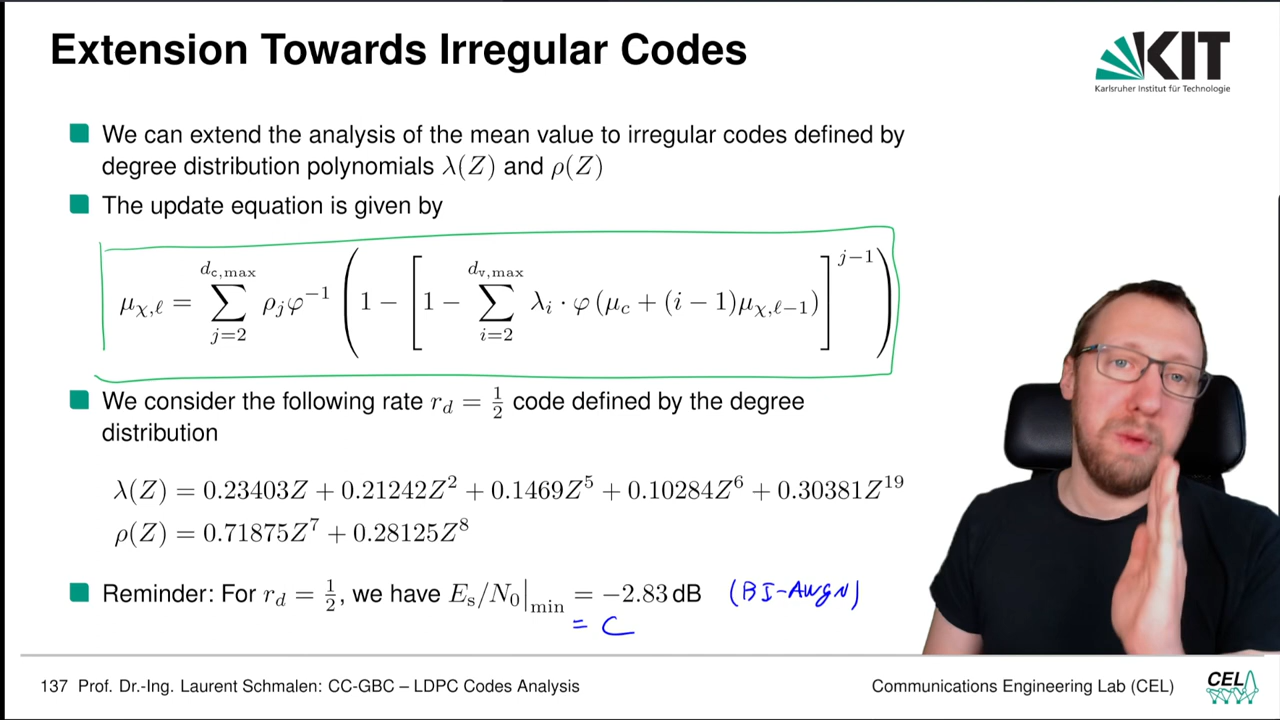 Extension Towards Irregular Codes
KIT
Karlsruher Institut für Technologie
We can extend the analysis of the mean value to irregular codes defined by
degree distribution polynomials λ(Z) and ρ(Z)
The update equation is given by
μ_{χ,ℓ} = ∑_{j=2}^{d_{c,max}} ρ_j φ^{−1} ( 1 − [ 1 − ∑_{i=2}^{d_{v,max}} λ_i · φ (μ_c + (i − 1)μ_{χ,ℓ−1}) ]^{j−1} )
We consider the following rate r_d = 1/2 code defined by the degree
distribution
λ(Z) = 0.23403Z + 0.21242Z^2 + 0.1469Z^5 + 0.10284Z^6 + 0.30381Z^{19}
ρ(Z) = 0.71875Z^7 + 0.28125Z^8
Reminder: For r_d = 1/2, we have E_s/N_0|_{min} = −2.83 dB (BI-AWGN)
= C
137 Prof. Dr.-Ing. Laurent Schmalen: CC-GBC – LDPC Codes Analysis
Communications Engineering Lab (CEL)
CEL